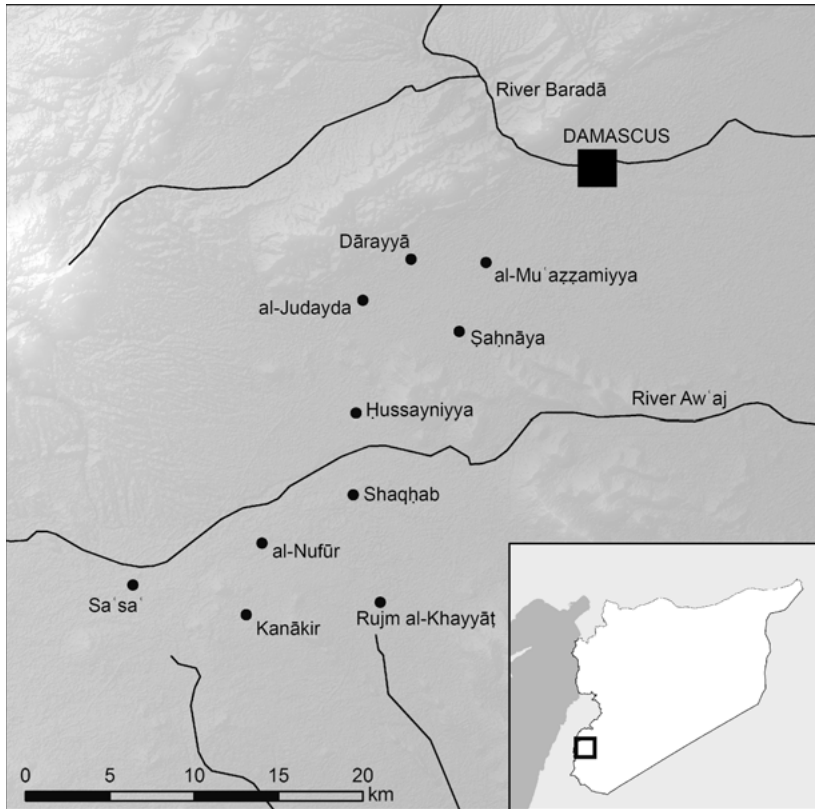 River Baradā
DAMASCUS
Dārayyā
al-Muʿaẓẓamiyya
al-Judayda
Ṣaḥnāya
River Awʿaj
Ḥussayniyya
Shaqḥab
al-Nufūr
Saʿsaʿ
Kanākir
Rujm al-Khayyāṭ
0 5 10 15 20
km